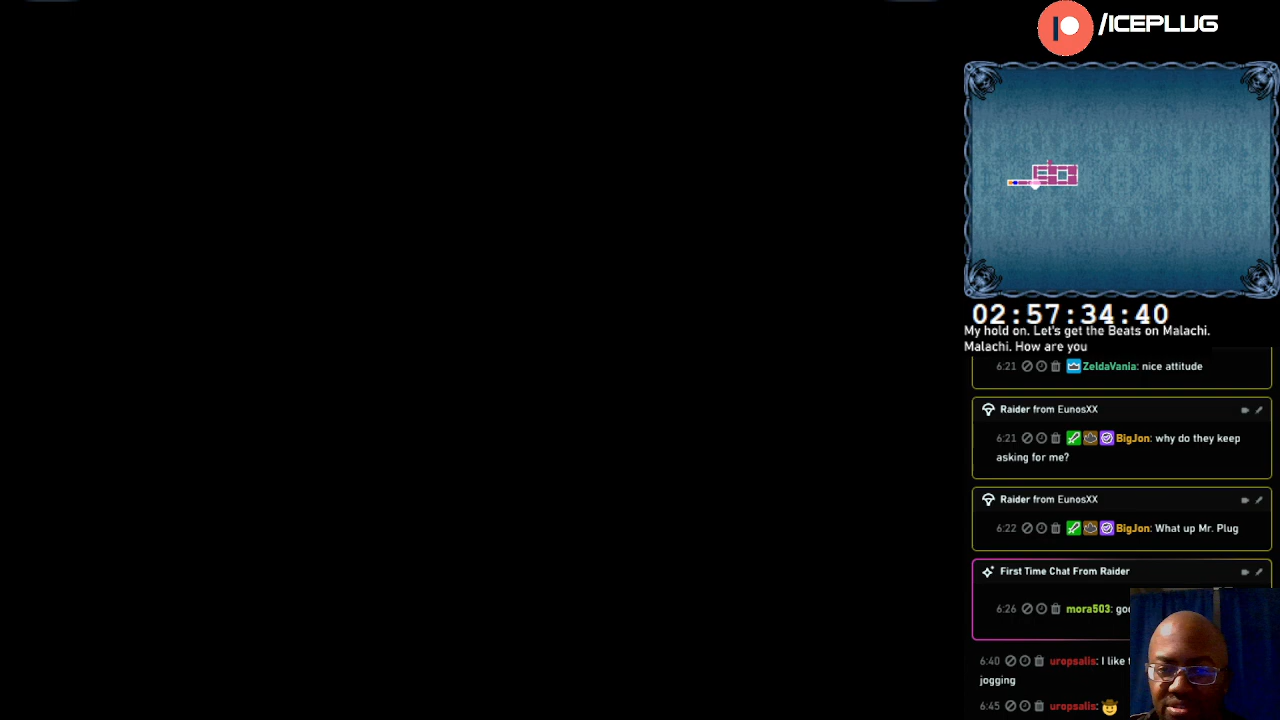 /ICEPLUG
02:57:34:40
My hold on. Let's get the Beats on Malachi.
Malachi. How are you
6:21 ZeldaVania: nice attitude
Raider from EunosXX
6:21 BigJon: why do they keep
asking for me?
Raider from EunosXX
6:22 BigJon: What up Mr. Plug
First Time Chat From Raider
6:26 mora503:
6:40 uropsalis: I like
jogging
6:45 uropsalis: